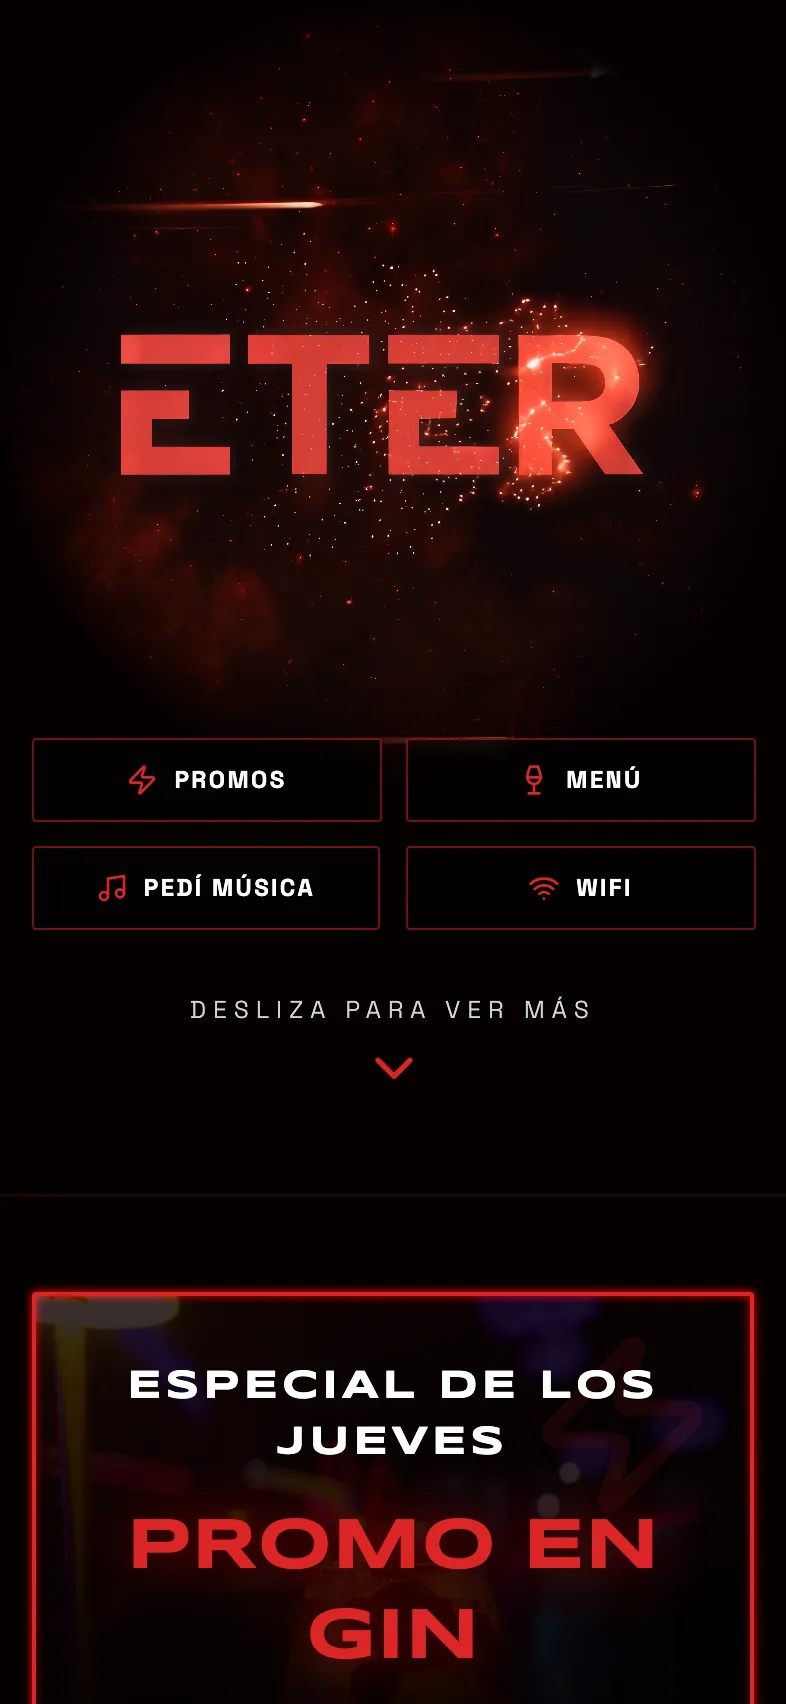 ETER
PROMOS
MENÚ
PEDÍ MÚSICA
WIFI
DESLIZA PARA VER MÁS
ESPECIAL DE LOS
JUEVES
PROMO EN
GIN